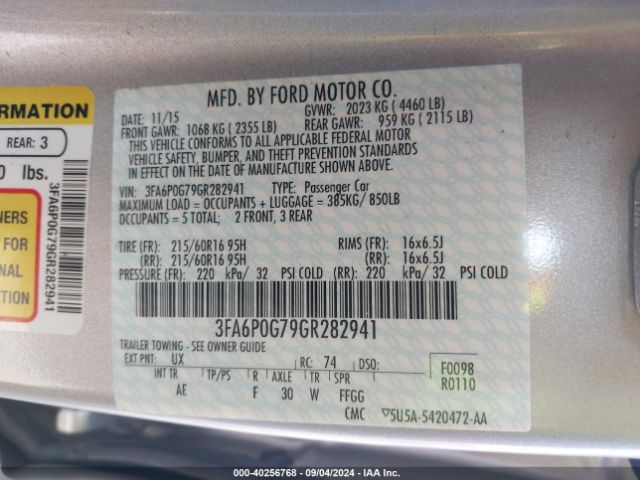 ORMATION
REAR: 3
0 lbs.
NERS
FOR
NAL
ION
3FA6P0G79GR282941
MFD. BY FORD MOTOR CO.
DATE: 11/15 GVWR: 2023 KG ( 4460 LB)
FRONT GAWR: 1068 KG ( 2355 LB) REAR GAWR: 959 KG ( 2115 LB)
THIS VEHICLE CONFORMS TO ALL APPLICABLE FEDERAL MOTOR
VEHICLE SAFETY, BUMPER, AND THEFT PREVENTION STANDARDS
IN EFFECT ON THE DATE OF MANUFACTURE SHOWN ABOVE.
VIN: 3FA6P0G79GR282941 TYPE: Passenger Car
MAXIMUM LOAD = OCCUPANTS + LUGGAGE = 385KG/ 850LB
OCCUPANTS = 5 TOTAL; 2 FRONT, 3 REAR
TIRE (FR): 215/60R16 95H RIMS (FR): 16x6.5J
(RR): 215/60R16 95H (RR): 16x6.5J
PRESSURE (FR): 220 kPa/ 32 PSI COLD (RR): 220 kPa/ 32 PSI COLD
3FA6P0G79GR282941
TRAILER TOWING - SEE OWNER GUIDE
EXT PNT: UX RC: 74 DSO: F0098
R0110
INT TR TP/PS R AXLE TR SPR
AE F 30 W FFGG
CMC ▽5U5A-5420472-AA
000-40256768 - 09/04/2024 - IAA Inc.